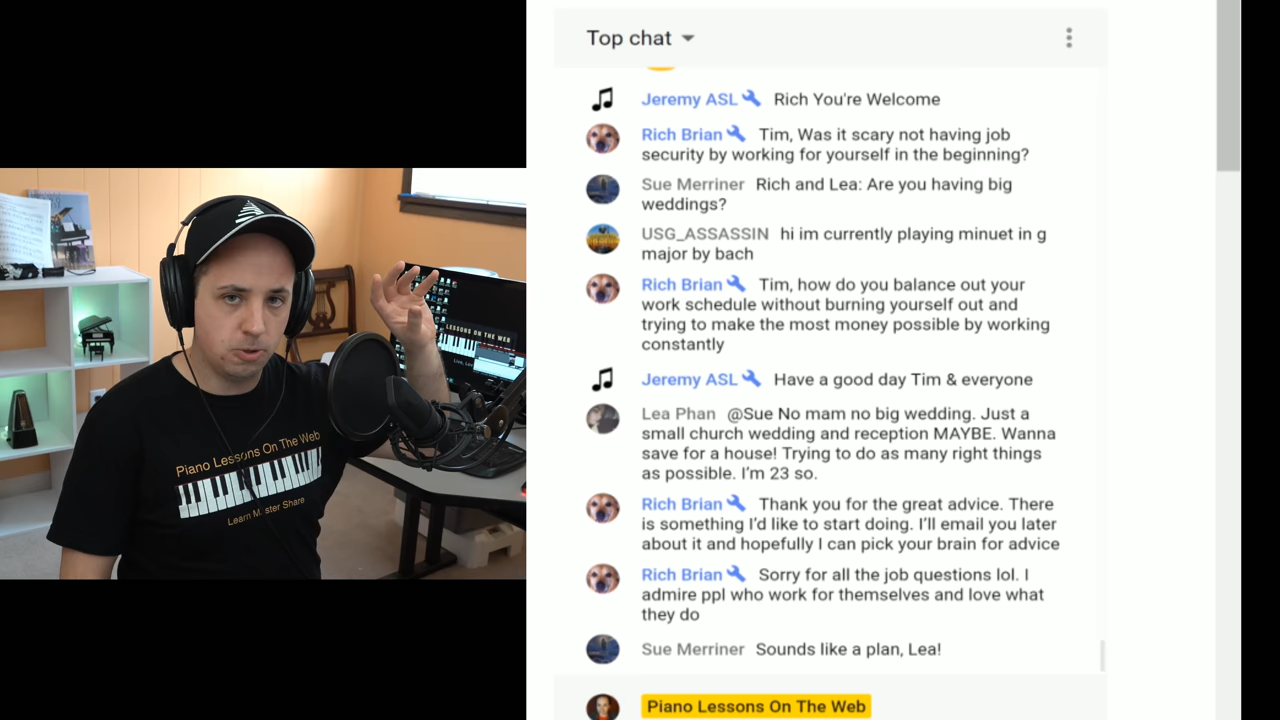 Top chat
Jeremy ASL Rich You're Welcome
Rich Brian Tim, Was it scary not having job
security by working for yourself in the beginning?
Sue Merriner Rich and Lea: Are you having big
weddings?
USG_ASSASSIN hi im currently playing minuet in g
major by bach
Rich Brian Tim, how do you balance out your
work schedule without burning yourself out and
trying to make the most money possible by working
constantly
Jeremy ASL Have a good day Tim & everyone
Lea Phan @Sue No mam no big wedding. Just a
small church wedding and reception MAYBE. Wanna
save for a house! Trying to do as many right things
as possible. I'm 23 so.
Rich Brian Thank you for the great advice. There
is something I'd like to start doing. I'll email you later
about it and hopefully I can pick your brain for advice
Rich Brian Sorry for all the job questions lol. I
admire ppl who work for themselves and love what
they do
Sue Merriner Sounds like a plan, Lea!
Piano Lessons On The Web
LESSONS ON THE WEB
Piano Lessons On The Web
Learn Master Share